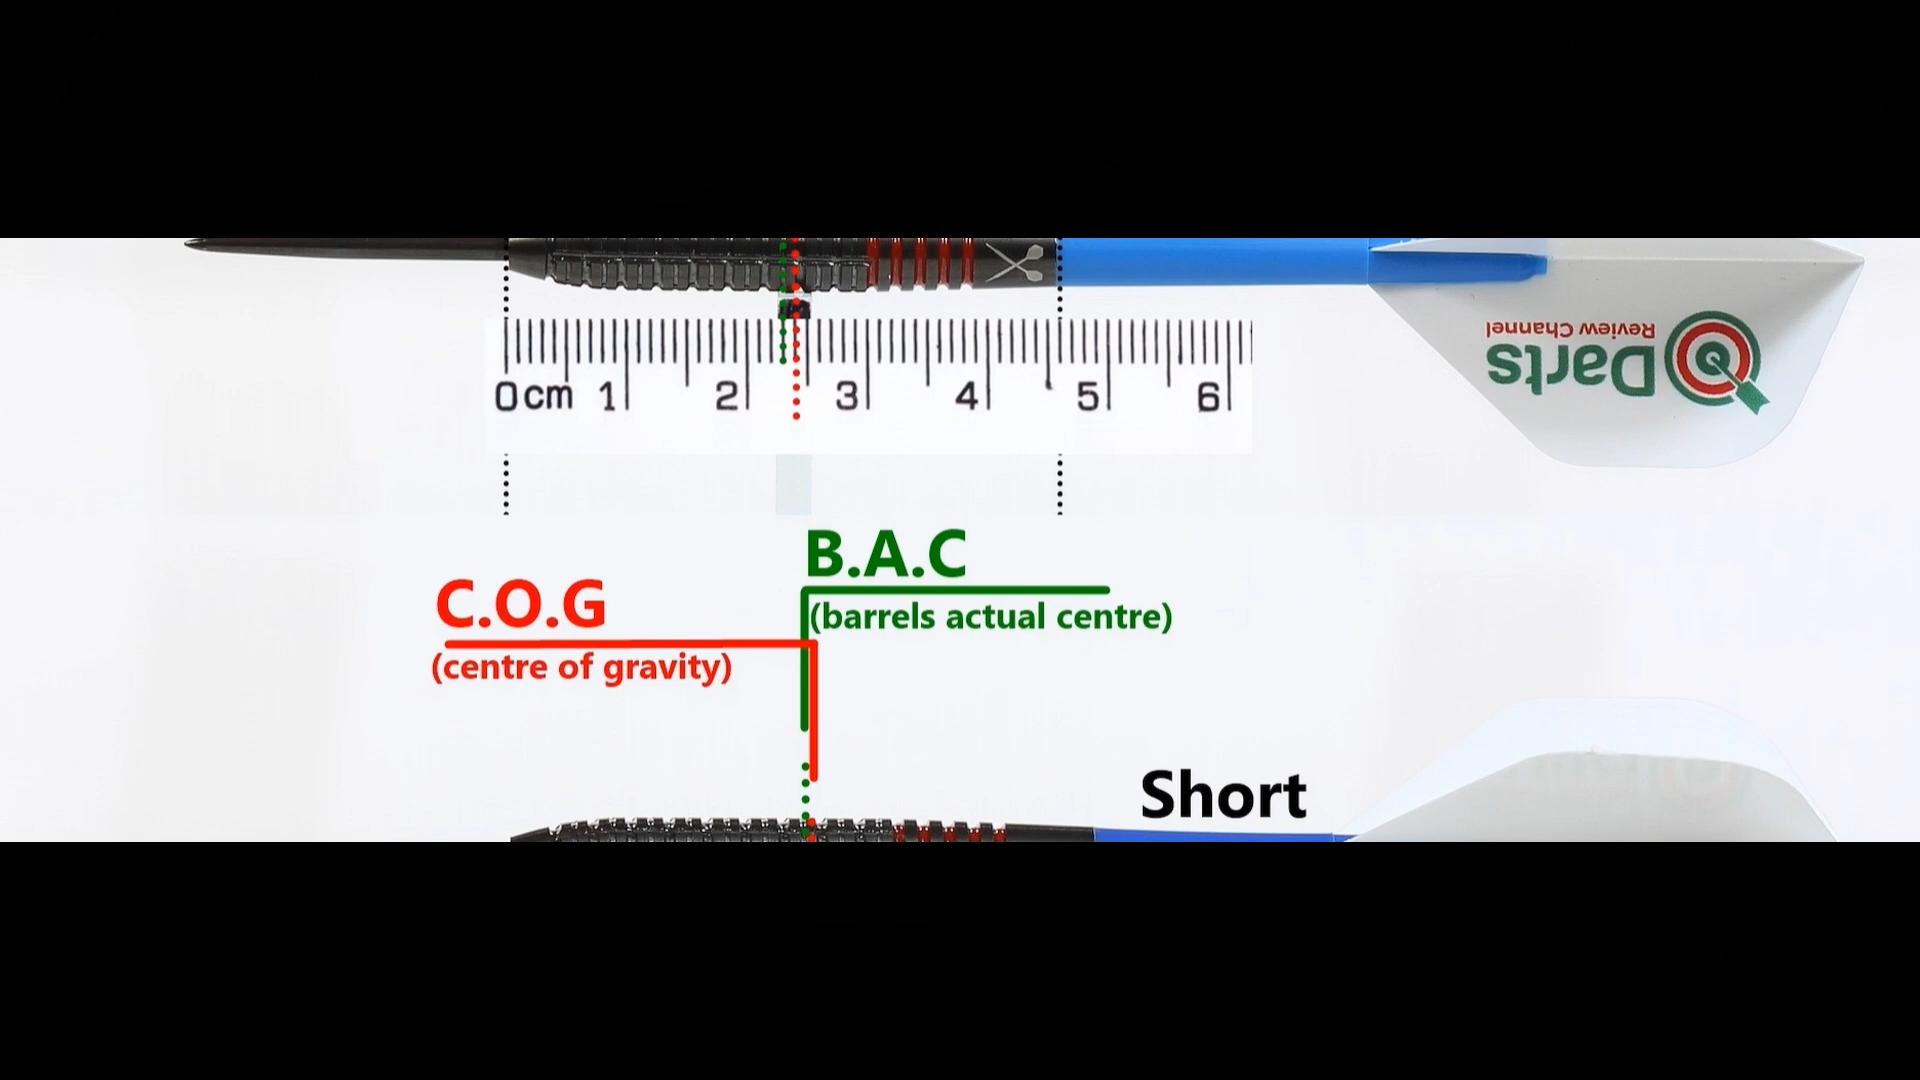 Review Channel
Darts
0cm 1 2 3 4 5 6
B.A.C
(barrels actual centre)
C.O.G
(centre of gravity)
Short